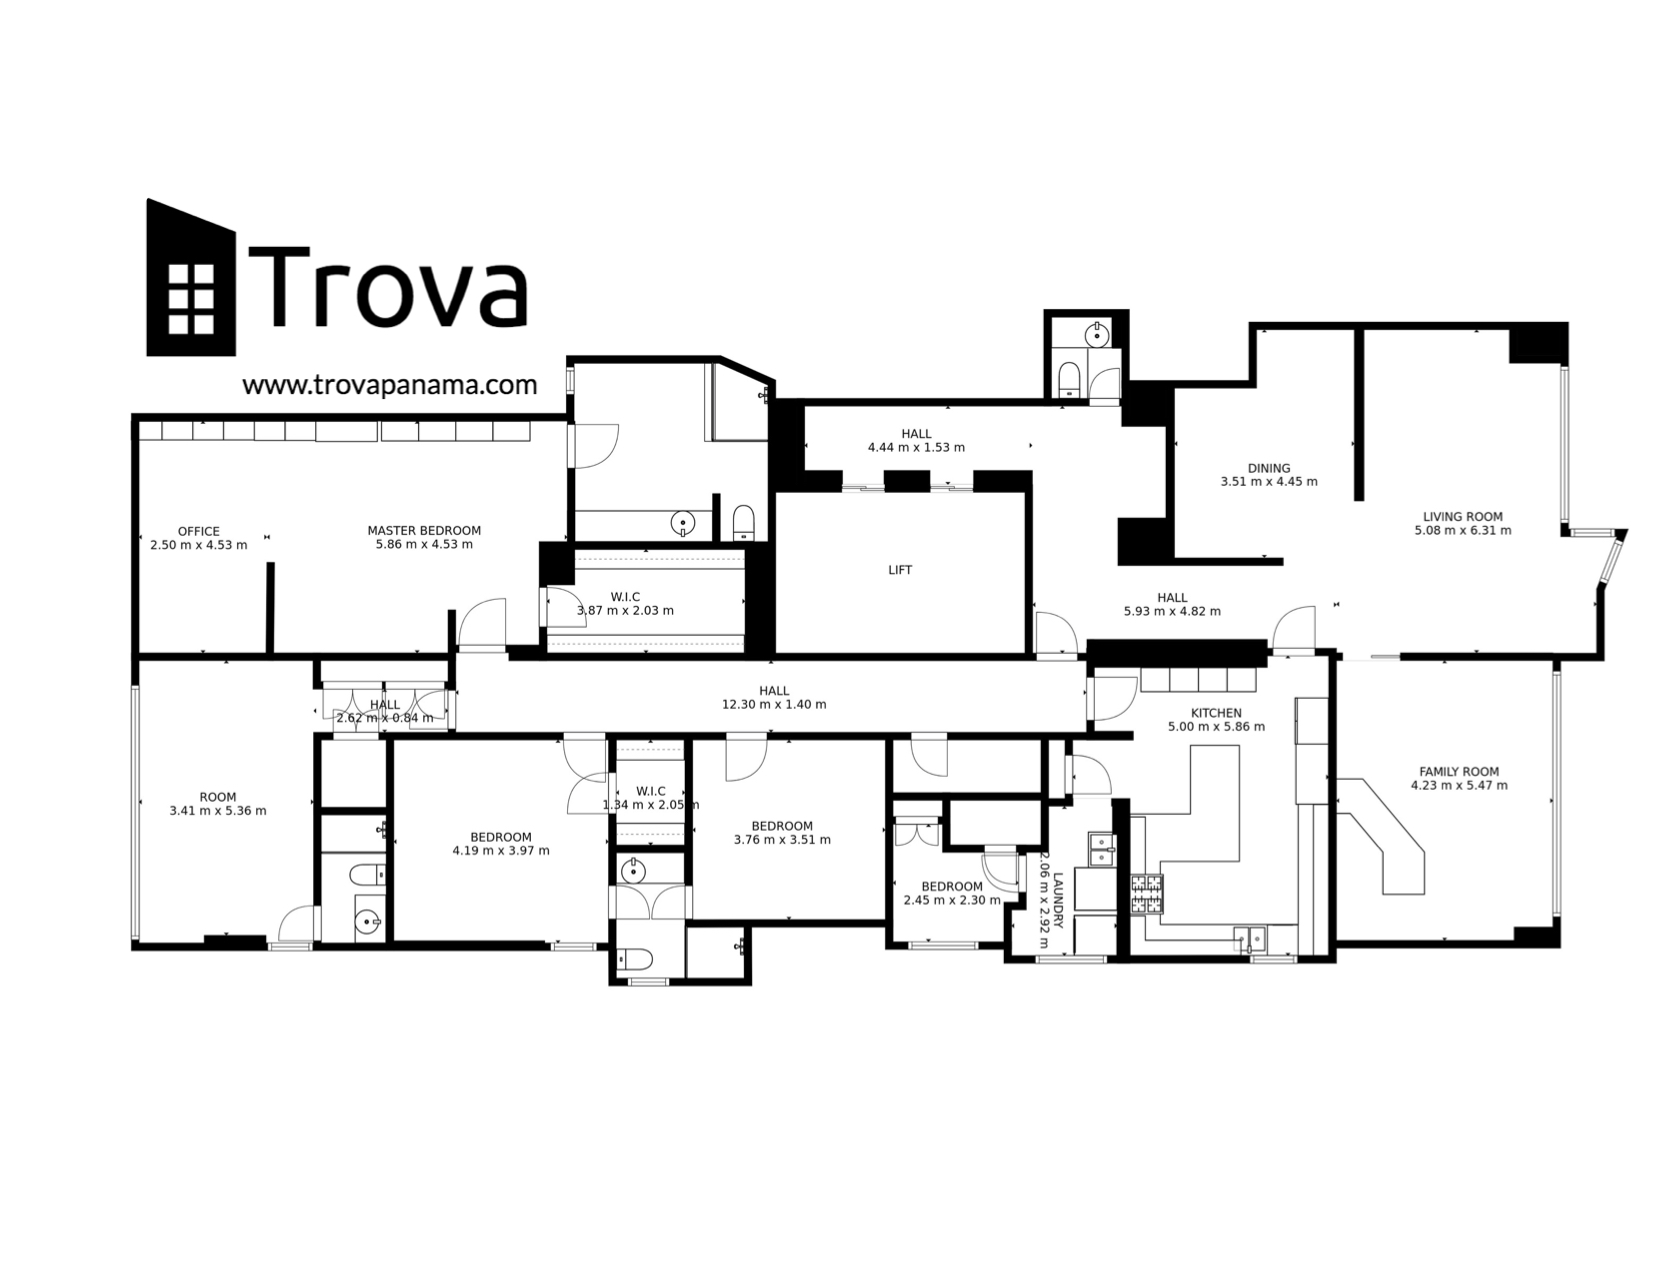 Trova
www.trovapanama.com
HALL
4.44 m x 1.53 m
DINING
3.51 m x 4.45 m
LIVING ROOM
5.08 m x 6.31 m
OFFICE
2.50 m x 4.53 m
MASTER BEDROOM
5.86 m x 4.53 m
LIFT
W.I.C
3.87 m x 2.03 m
HALL
5.93 m x 4.82 m
HALL
2.62 m x 0.84 m
HALL
12.30 m x 1.40 m
KITCHEN
5.00 m x 5.86 m
FAMILY ROOM
4.23 m x 5.47 m
ROOM
3.41 m x 5.36 m
W.I.C
1.34 m x 2.05 m
BEDROOM
4.19 m x 3.97 m
BEDROOM
3.76 m x 3.51 m
BEDROOM
2.45 m x 2.30 m
LAUNDRY
2.06 m x 2.92 m